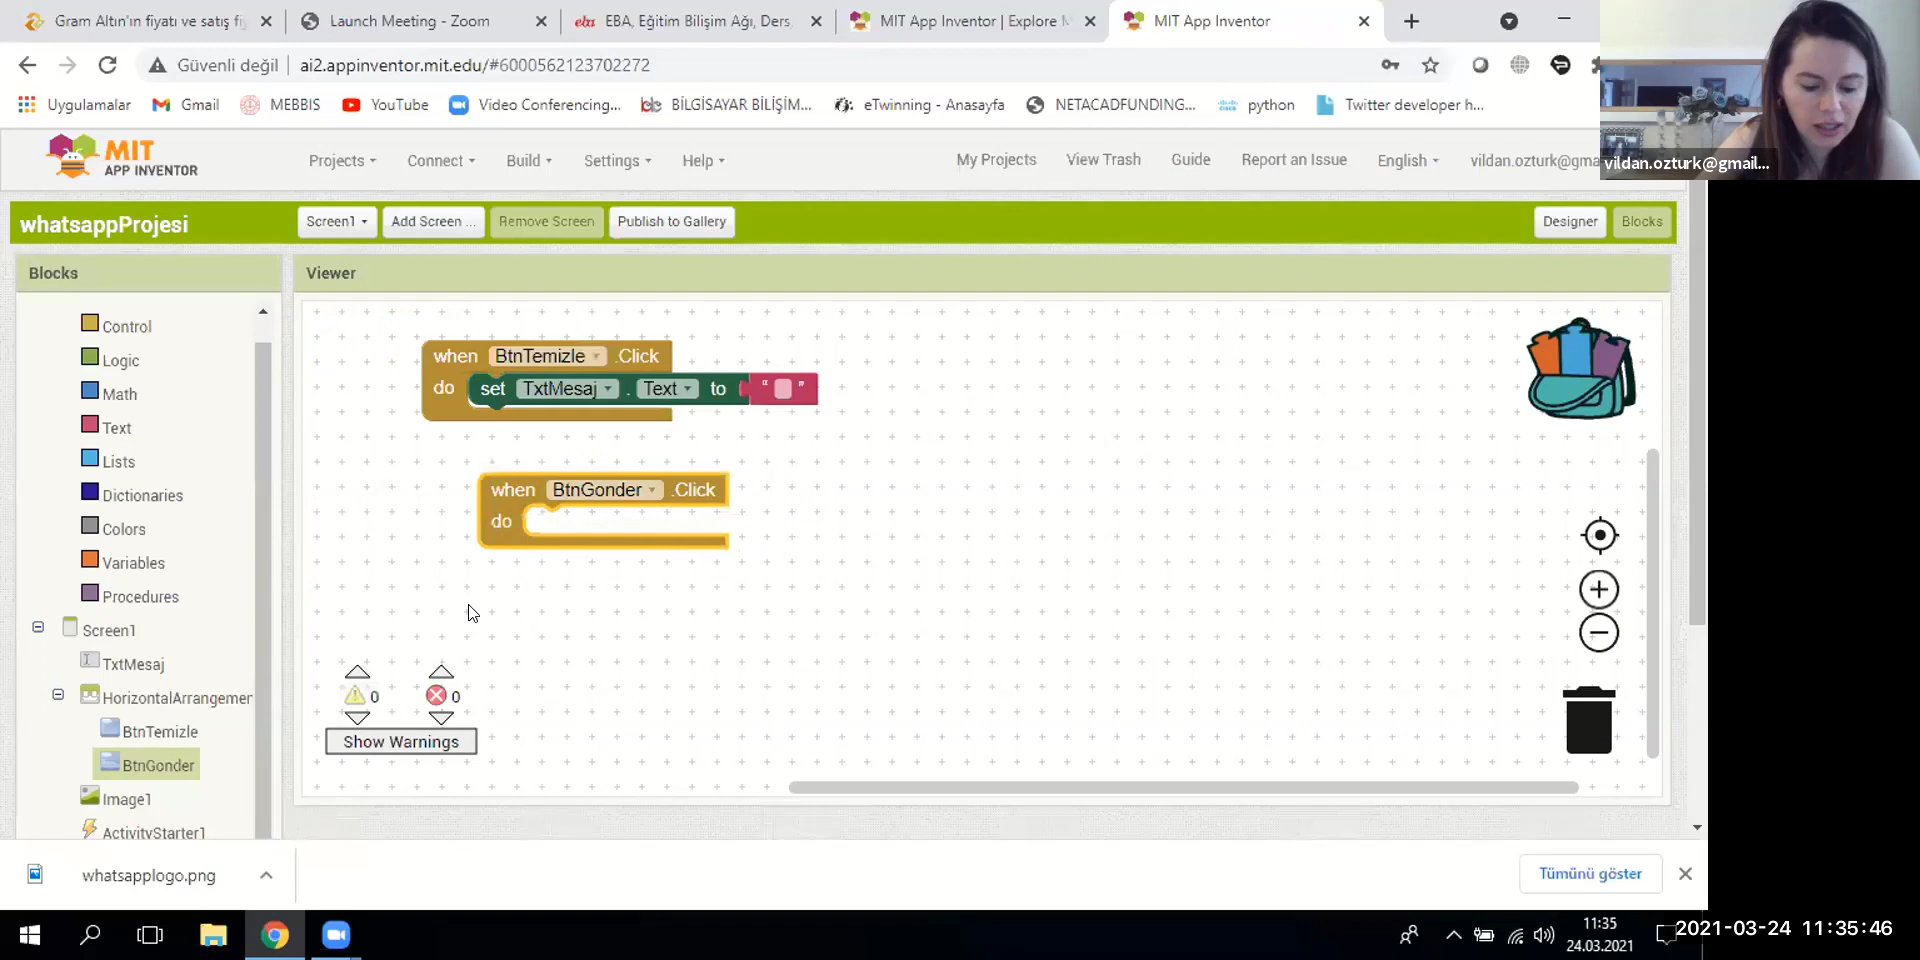 Gram Altın'ın fiyatı ve satış fiy
Launch Meeting - Zoom
eba EBA, Eğitim Bilişim Ağı, Ders,
MIT App Inventor | Explore M
MIT App Inventor
Güvenli değil
ai2.appinventor.mit.edu/#6000562123702272
Uygulamalar
Gmail
MEBBIS
YouTube
Video Conferencing...
BİLGİSAYAR BİLİŞİM...
eTwinning - Anasayfa
NETACADFUNDING...
python
Twitter developer h...
vildan.ozturk@gmail...
MIT
APP INVENTOR
Projects
Connect
Build
Settings
Help
My Projects
View Trash
Guide
Report an Issue
English
vildan.ozturk@gma
whatsappProjesi
Screen1
Add Screen ...
Remove Screen
Publish to Gallery
Designer
Blocks
Blocks
Viewer
Control
Logic
Math
Text
Lists
Dictionaries
Colors
Variables
Procedures
Screen1
TxtMesaj
HorizontalArrangemen
BtnTemizle
BtnGonder
Image1
ActivityStarter1
when BtnTemizle .Click
do set TxtMesaj . Text to “ ”
when BtnGonder .Click
do
0 0
Show Warnings
whatsapplogo.png
Tümünü göster
11:35
24.03.2021
2021-03-24 11:35:46